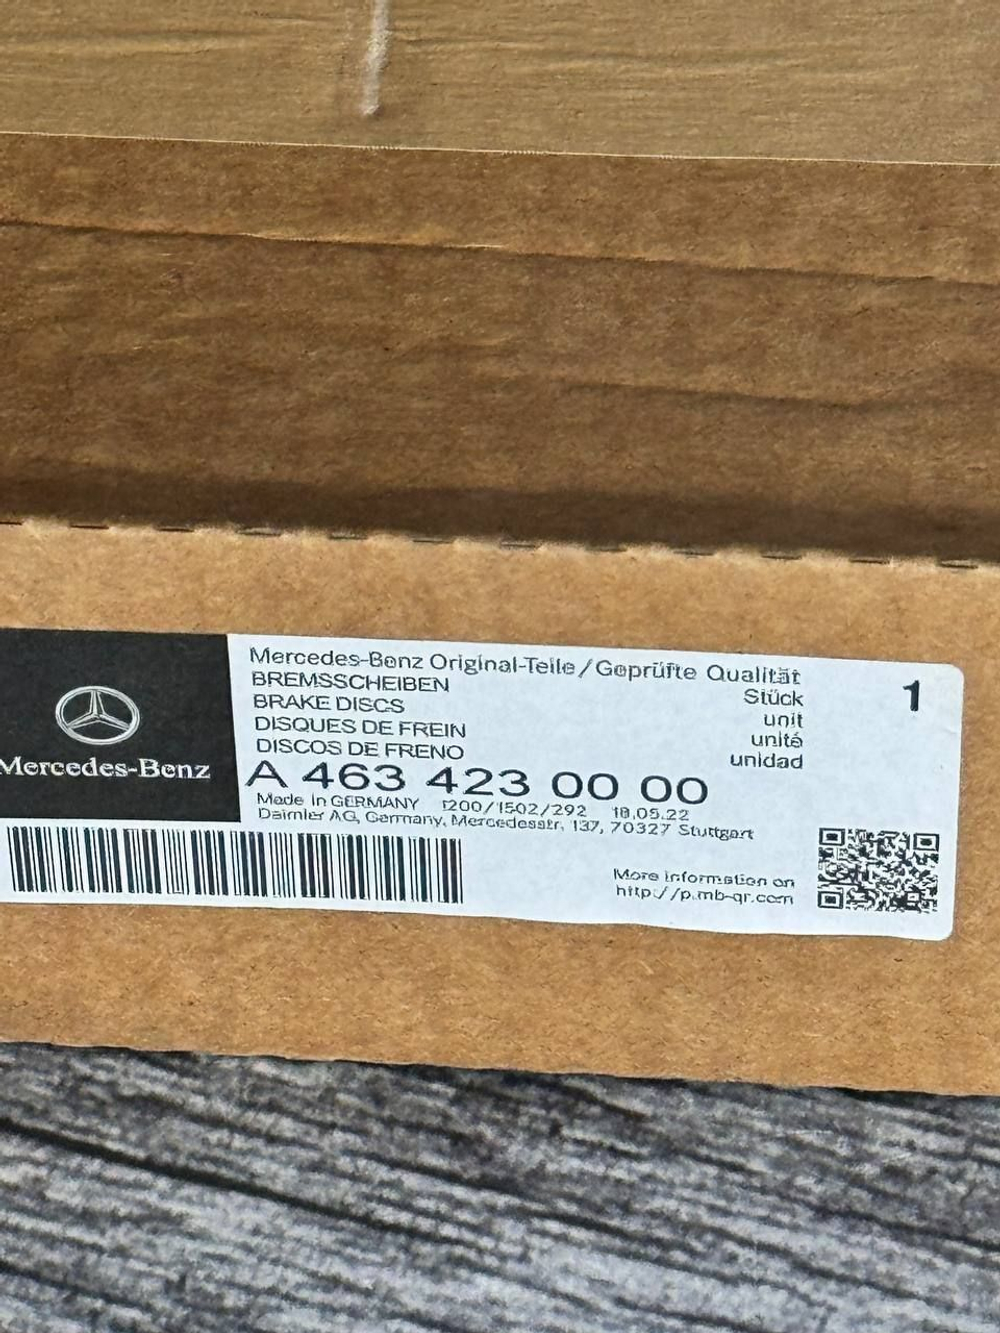 Mercedes-Benz
Mercedes-Benz Original-Teile/Geprüfte Qualität
BREMSSCHEIBEN Stück 1
BRAKE DISCS unit
DISQUES DE FREIN unité
DISCOS DE FRENO unidad
A 463 423 00 00
Made in GERMANY 1200/1502/292 18.05.22
Daimler AG, Germany, Mercedesstr. 137, 70327 Stuttgart
More information on
http://p.mb-qr.com